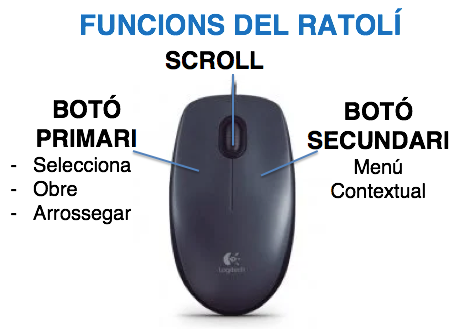 FUNCIONS DEL RATOLÍ
SCROLL
BOTÓ
PRIMARI
- Selecciona
- Obre
- Arrossegar
BOTÓ
SECUNDARI
Menú
Contextual
Logitech